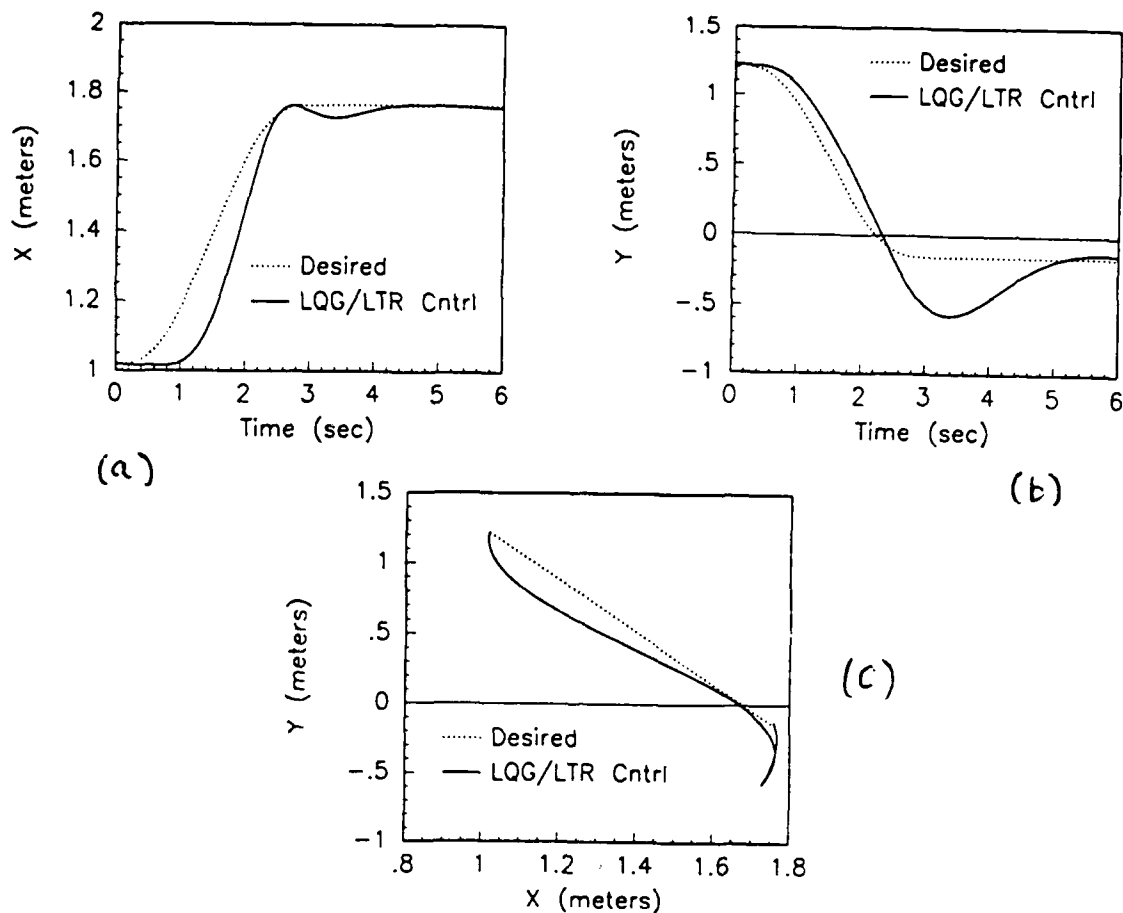 2
1.8
1.6
1.4
1.2
1
X (meters)
Desired
LQG/LTR Cntrl
0 1 2 3 4 5 6
Time (sec)
(a)
1.5
1
.5
0
-.5
-1
Y (meters)
Desired
LQG/LTR Cntrl
0 1 2 3 4 5 6
Time (sec)
(b)
1.5
1
.5
0
-.5
-1
Y (meters)
Desired
LQG/LTR Cntrl
.8 1 1.2 1.4 1.6 1.8
X (meters)
(c)